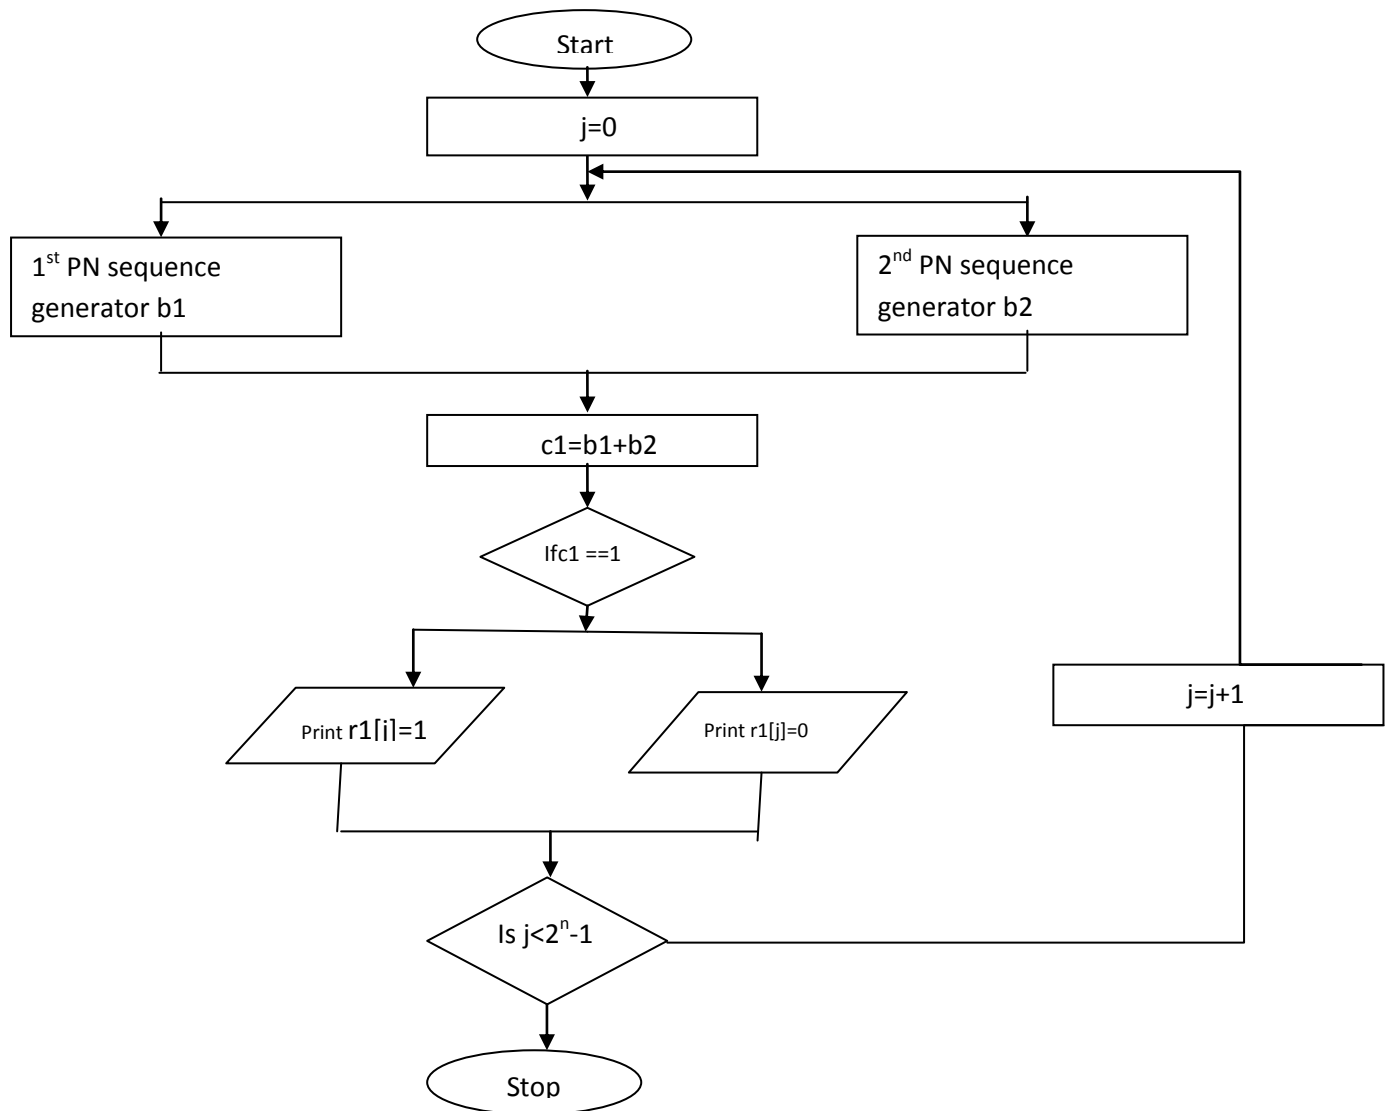 Start
j=0
1st PN sequence
generator b1
2nd PN sequence
generator b2
c1=b1+b2
Ifc1 ==1
j=j+1
Print r1[j]=1
Print r1[j]=0
Is j<2^n-1
Stop